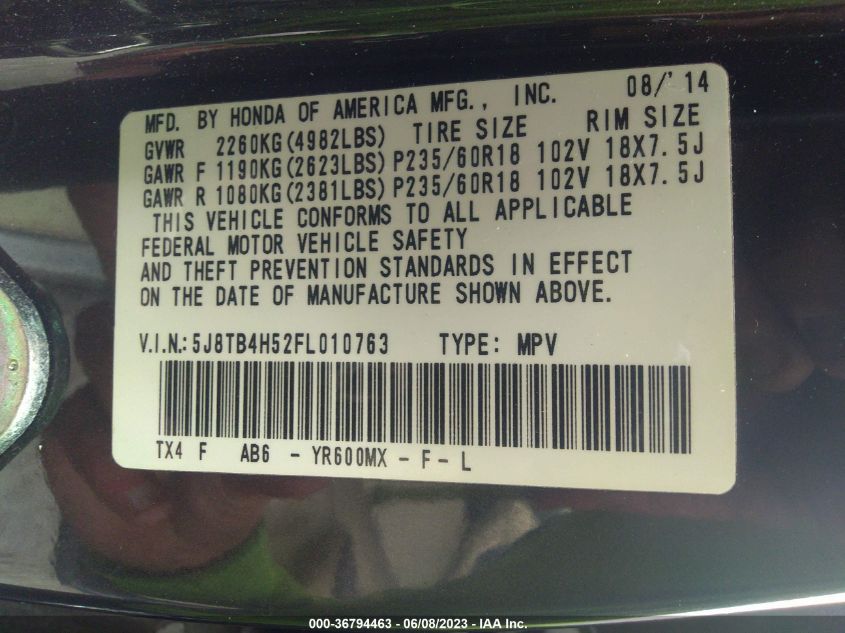 MFD. BY HONDA OF AMERICA MFG., INC. 08/'14
GVWR 2260KG(4982LBS) TIRE SIZE RIM SIZE
GAWR F 1190KG(2623LBS) P235/60R18 102V 18X7.5J
GAWR R 1080KG(2381LBS) P235/60R18 102V 18X7.5J
THIS VEHICLE CONFORMS TO ALL APPLICABLE
FEDERAL MOTOR VEHICLE SAFETY
AND THEFT PREVENTION STANDARDS IN EFFECT
ON THE DATE OF MANUFACTURE SHOWN ABOVE.
V.I.N.: 5J8TB4H52FL010763 TYPE: MPV
TX4 F AB6 - YR600MX - F - L
000-36794463 - 06/08/2023 - IAA Inc.